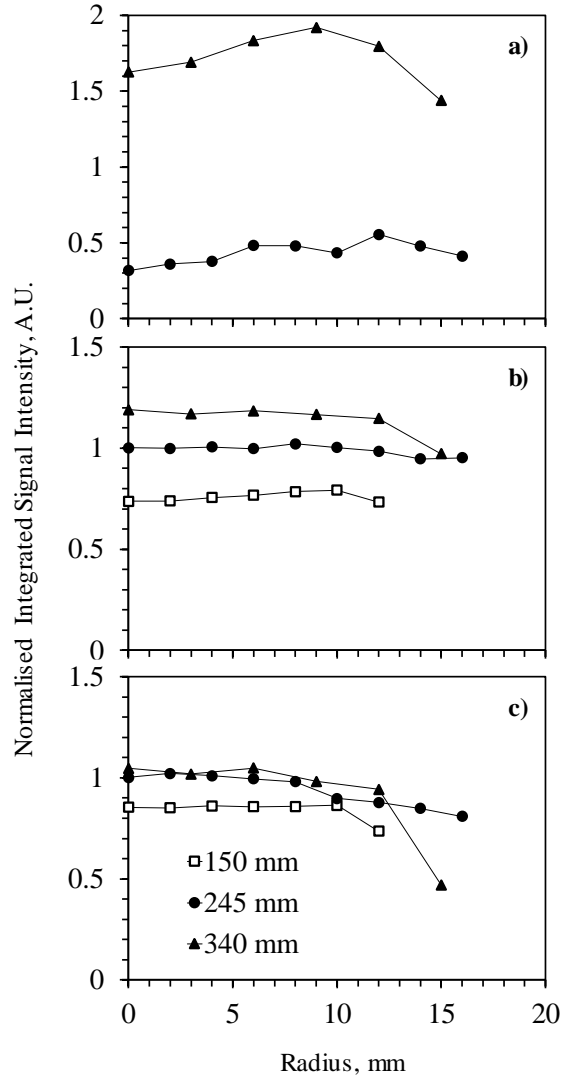 Normalised Integrated Signal Intensity, A.U.
2
1.5
1
0.5
0
a)
1.5
1
0.5
0
b)
1.5
1
0.5
0
c)
150 mm
245 mm
340 mm
0 5 10 15 20
Radius, mm